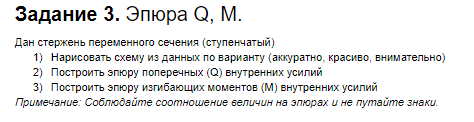 Задание 3. Эпюра Q, M.
Дан стержень переменного сечения (ступенчатый)
1) Нарисовать схему из данных по варианту (аккуратно, красиво, внимательно)
2) Построить эпюру поперечных (Q) внутренних усилий
3) Построить эпюру изгибающих моментов (M) внутренних усилий
Примечание: Соблюдайте соотношение величин на эпюрах и не путайте знаки.